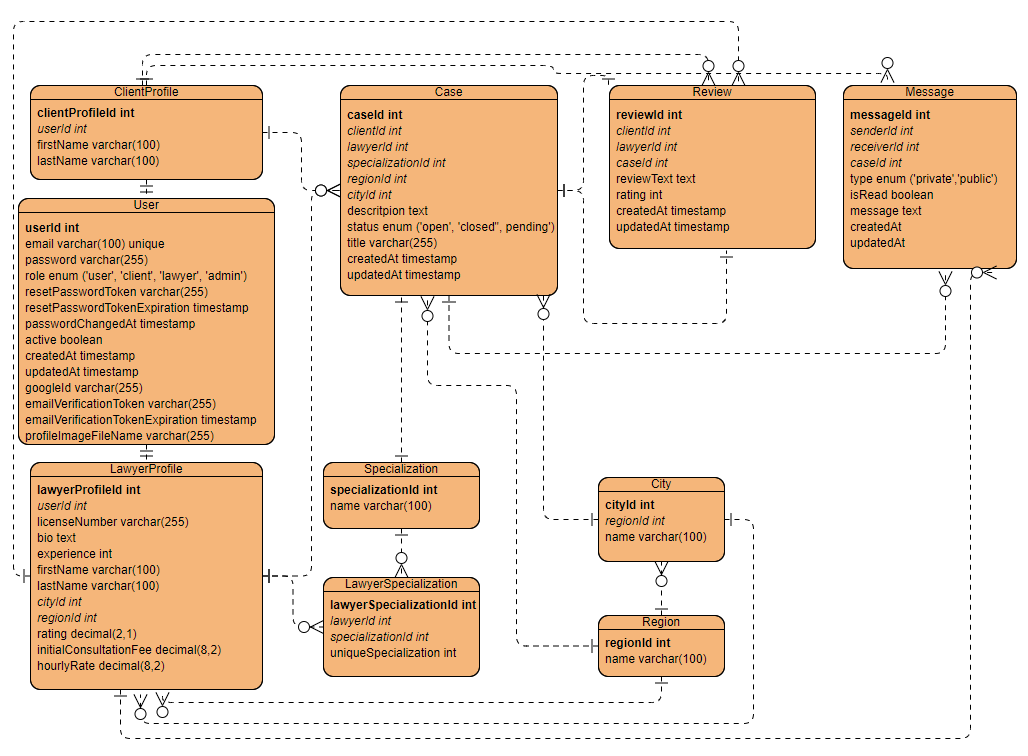 ClientProfile
clientProfileId int
userId int
firstName varchar(100)
lastName varchar(100)
User
userId int
email varchar(100) unique
password varchar(255)
role enum ('user', 'client', 'lawyer', 'admin')
resetPasswordToken varchar(255)
resetPasswordTokenExpiration timestamp
passwordChangedAt timestamp
active boolean
createdAt timestamp
updatedAt timestamp
googleId varchar(255)
emailVerificationToken varchar(255)
emailVerificationTokenExpiration timestamp
profileImageFileName varchar(255)
LawyerProfile
lawyerProfileId int
userId int
licenseNumber varchar(255)
bio text
experience int
firstName varchar(100)
lastName varchar(100)
cityId int
regionId int
rating decimal(2,1)
initialConsultationFee decimal(8,2)
hourlyRate decimal(8,2)
Case
caseId int
clientId int
lawyerId int
specializationId int
regionId int
cityId int
descritpion text
status enum ('open', 'closed", pending')
title varchar(255)
createdAt timestamp
updatedAt timestamp
Specialization
specializationId int
name varchar(100)
LawyerSpecialization
lawyerSpecializationId int
lawyerId int
specializationId int
uniqueSpecialization int
Review
reviewId int
clientId int
lawyerId int
caseId int
reviewText text
rating int
createdAt timestamp
updatedAt timestamp
City
cityId int
regionId int
name varchar(100)
Region
regionId int
name varchar(100)
Message
messageId int
senderId int
receiverId int
caseId int
type enum ('private','public')
isRead boolean
message text
createdAt
updatedAt